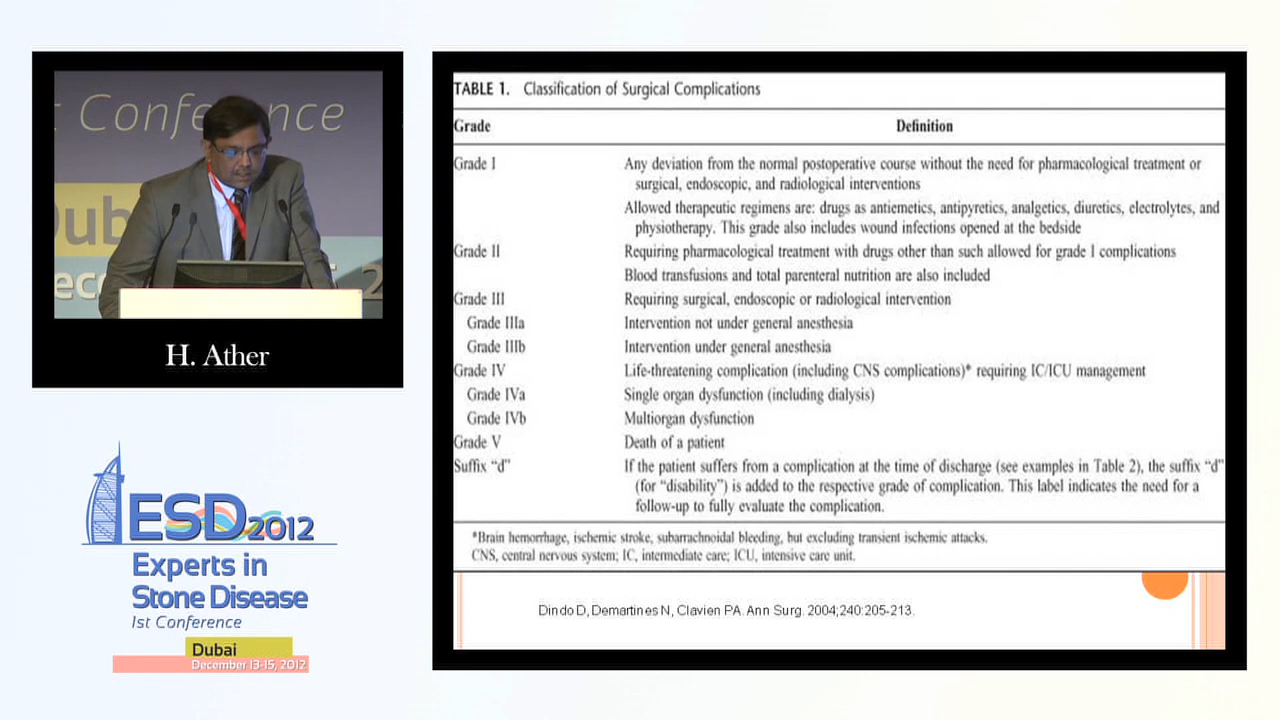 t Conference
Dub
ec
2
H. Ather
ESD 2012
Experts in
Stone Disease
1st Conference
Dubai
December 13-15, 2012
TABLE 1. Classification of Surgical Complications
Grade Definition
Grade I Any deviation from the normal postoperative course without the need for pharmacological treatment or
surgical, endoscopic, and radiological interventions
Allowed therapeutic regimens are: drugs as antiemetics, antipyretics, analgetics, diuretics, electrolytes, and
physiotherapy. This grade also includes wound infections opened at the bedside
Grade II Requiring pharmacological treatment with drugs other than such allowed for grade I complications
Blood transfusions and total parenteral nutrition are also included
Grade III Requiring surgical, endoscopic or radiological intervention
Grade IIIa Intervention not under general anesthesia
Grade IIIb Intervention under general anesthesia
Grade IV Life-threatening complication (including CNS complications)* requiring IC/ICU management
Grade IVa Single organ dysfunction (including dialysis)
Grade IVb Multiorgan dysfunction
Grade V Death of a patient
Suffix “d” If the patient suffers from a complication at the time of discharge (see examples in Table 2), the suffix “d”
(for “disability”) is added to the respective grade of complication. This label indicates the need for a
follow-up to fully evaluate the complication.
*Brain hemorrhage, ischemic stroke, subarrachnoidal bleeding, but excluding transient ischemic attacks.
CNS, central nervous system; IC, intermediate care; ICU, intensive care unit.
Dindo D, Demartines N, Clavien PA. Ann Surg. 2004;240:205-213.